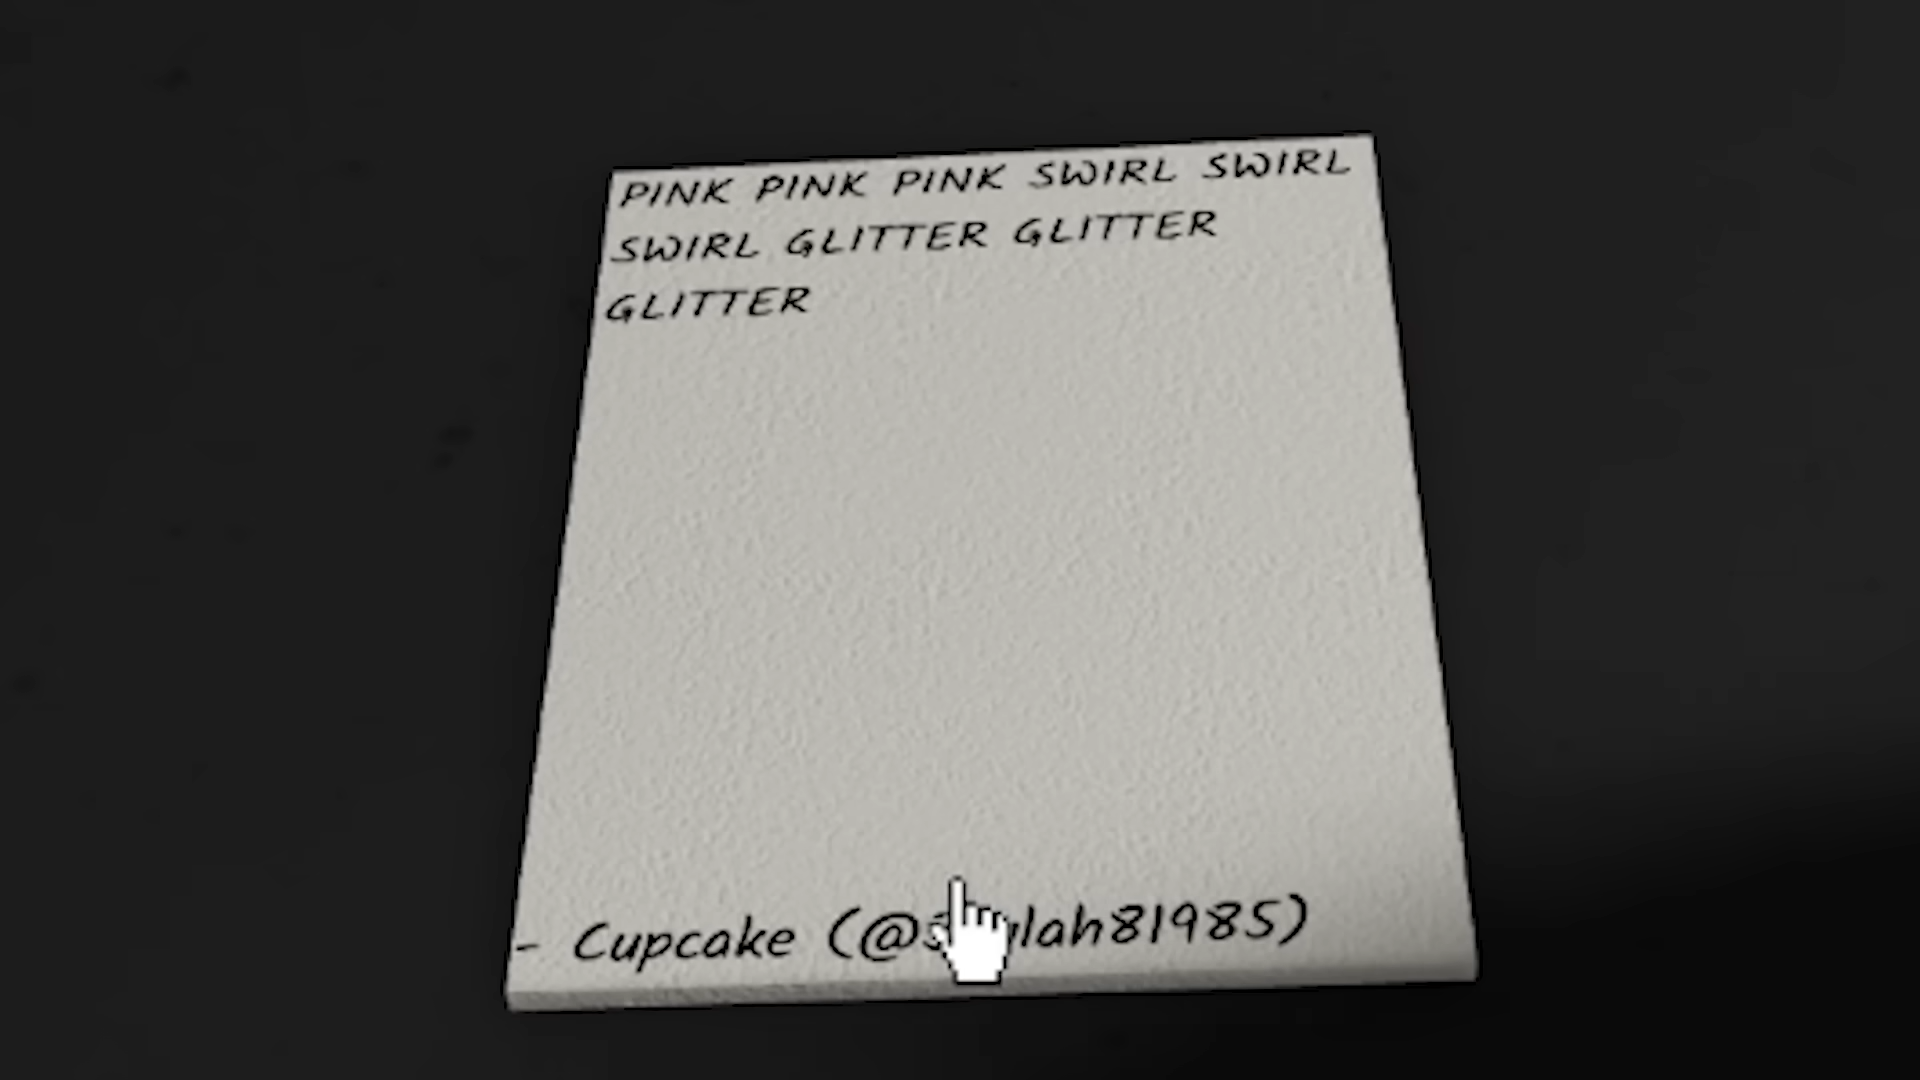 PINK PINK PINK SWIRL SWIRL
SWIRL GLITTER GLITTER
GLITTER
- Cupcake